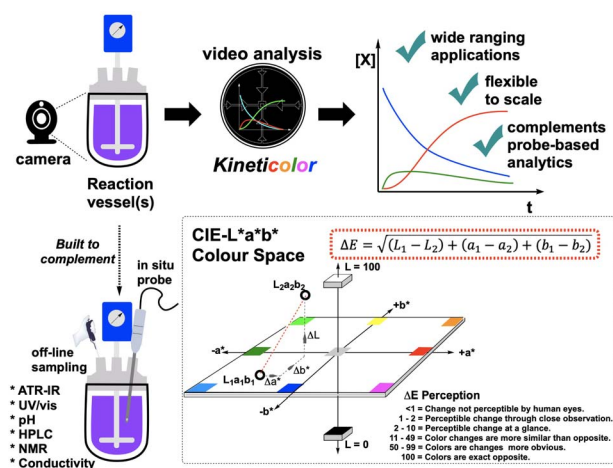 video analysis
Kineticolor
camera
Reaction
vessel(s)
[X]
wide ranging
applications
flexible
to scale
complements
probe-based
analytics
t
Built to
complement
in situ
probe
off-line
sampling
* ATR-IR
* UV/vis
* pH
* HPLC
* NMR
* Conductivity
CIE-L*a*b*
Colour Space
ΔE = √(L₁ − L₂) + (a₁ − a₂) + (b₁ − b₂)
L = 100
L₂a₂b₂
+b*
-a*
ΔL
+a*
Δb*
L₁a₁b₁
Δa*
-b*
L = 0
ΔE Perception
<1 = Change not perceptible by human eyes.
1 - 2 = Perceptible change through close observation.
2 - 10 = Perceptible change at a glance.
11 - 49 = Color changes are more similar than opposite.
50 - 99 = Colors are changes more obvious.
100 = Colors are exact opposite.